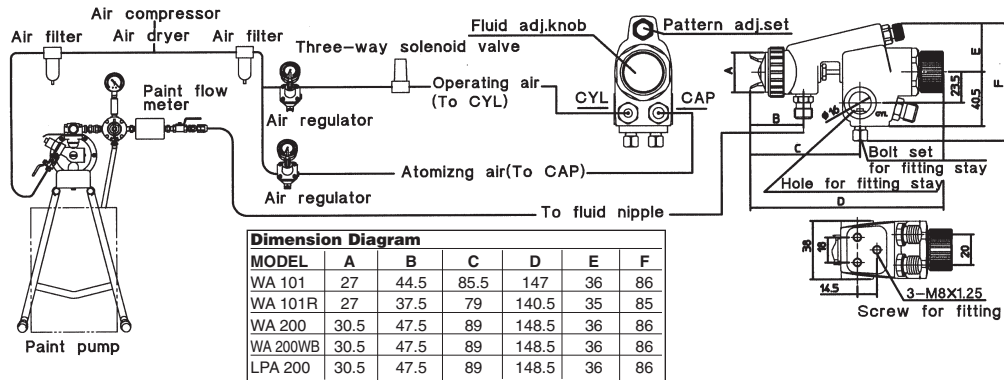 Air compressor
Air filter
Air dryer
Air filter
Three-way solenoid valve
Paint flow
meter
Air regulator
Operating air
(To CYL)
Air regulator
Atomizng air(To CAP)
To fluid nipple
Paint pump
Fluid adj.knob
Pattern adj.set
CYL
CAP
A
B
C
D
E
F
23.5
40.5
ø16
CYL
Bolt set
for fitting stay
Hole for fitting stay
38
18
14.5
20
3-M8X1.25
Screw for fitting
Dimension Diagram
MODEL A B C D E F
WA 101 27 44.5 85.5 147 36 86
WA 101R 27 37.5 79 140.5 35 85
WA 200 30.5 47.5 89 148.5 36 86
WA 200WB 30.5 47.5 89 148.5 36 86
LPA 200 30.5 47.5 89 148.5 36 86